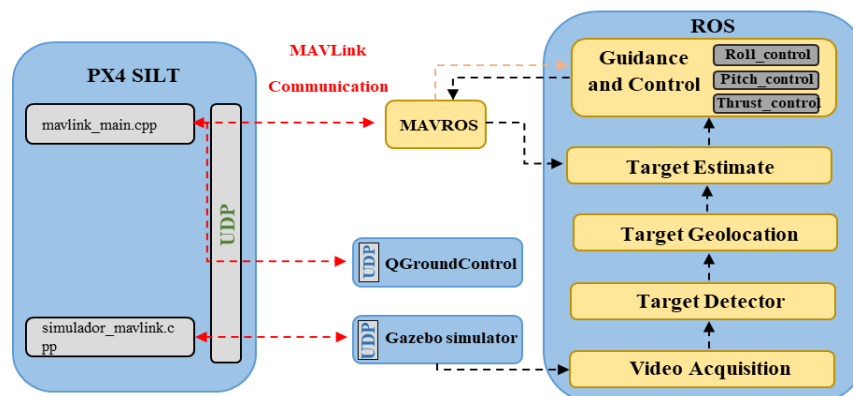 PX4 SILT
mavlink_main.cpp
simulador_mavlink.c
pp
UDP
MAVLink
Communication
MAVROS
UDP
QGroundControl
UDP
Gazebo simulator
ROS
Guidance
and Control
Roll_control
Pitch_control
Thrust_control
Target Estimate
Target Geolocation
Target Detector
Video Acquisition